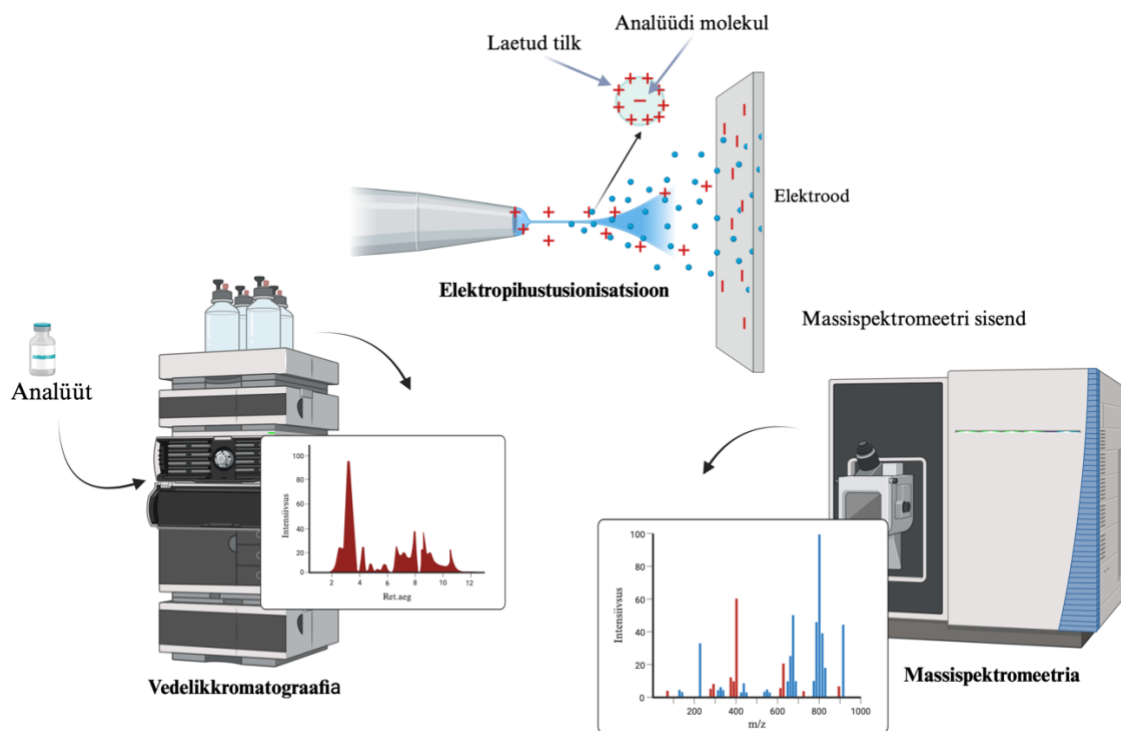 Analüüdi molekul
Laetud tilk
Elektrood
Elektropihustusionisatsioon
Massispektromeetri sisend
Analüüt
100
80
60
40
20
0
Intensiivsus
2 4 6 8 10 12
Ret.aeg
Vedelikkromatograafia
100
80
60
40
20
0
Intensiivsus
200 400 600 800 1000
m/z
Massispektromeetria